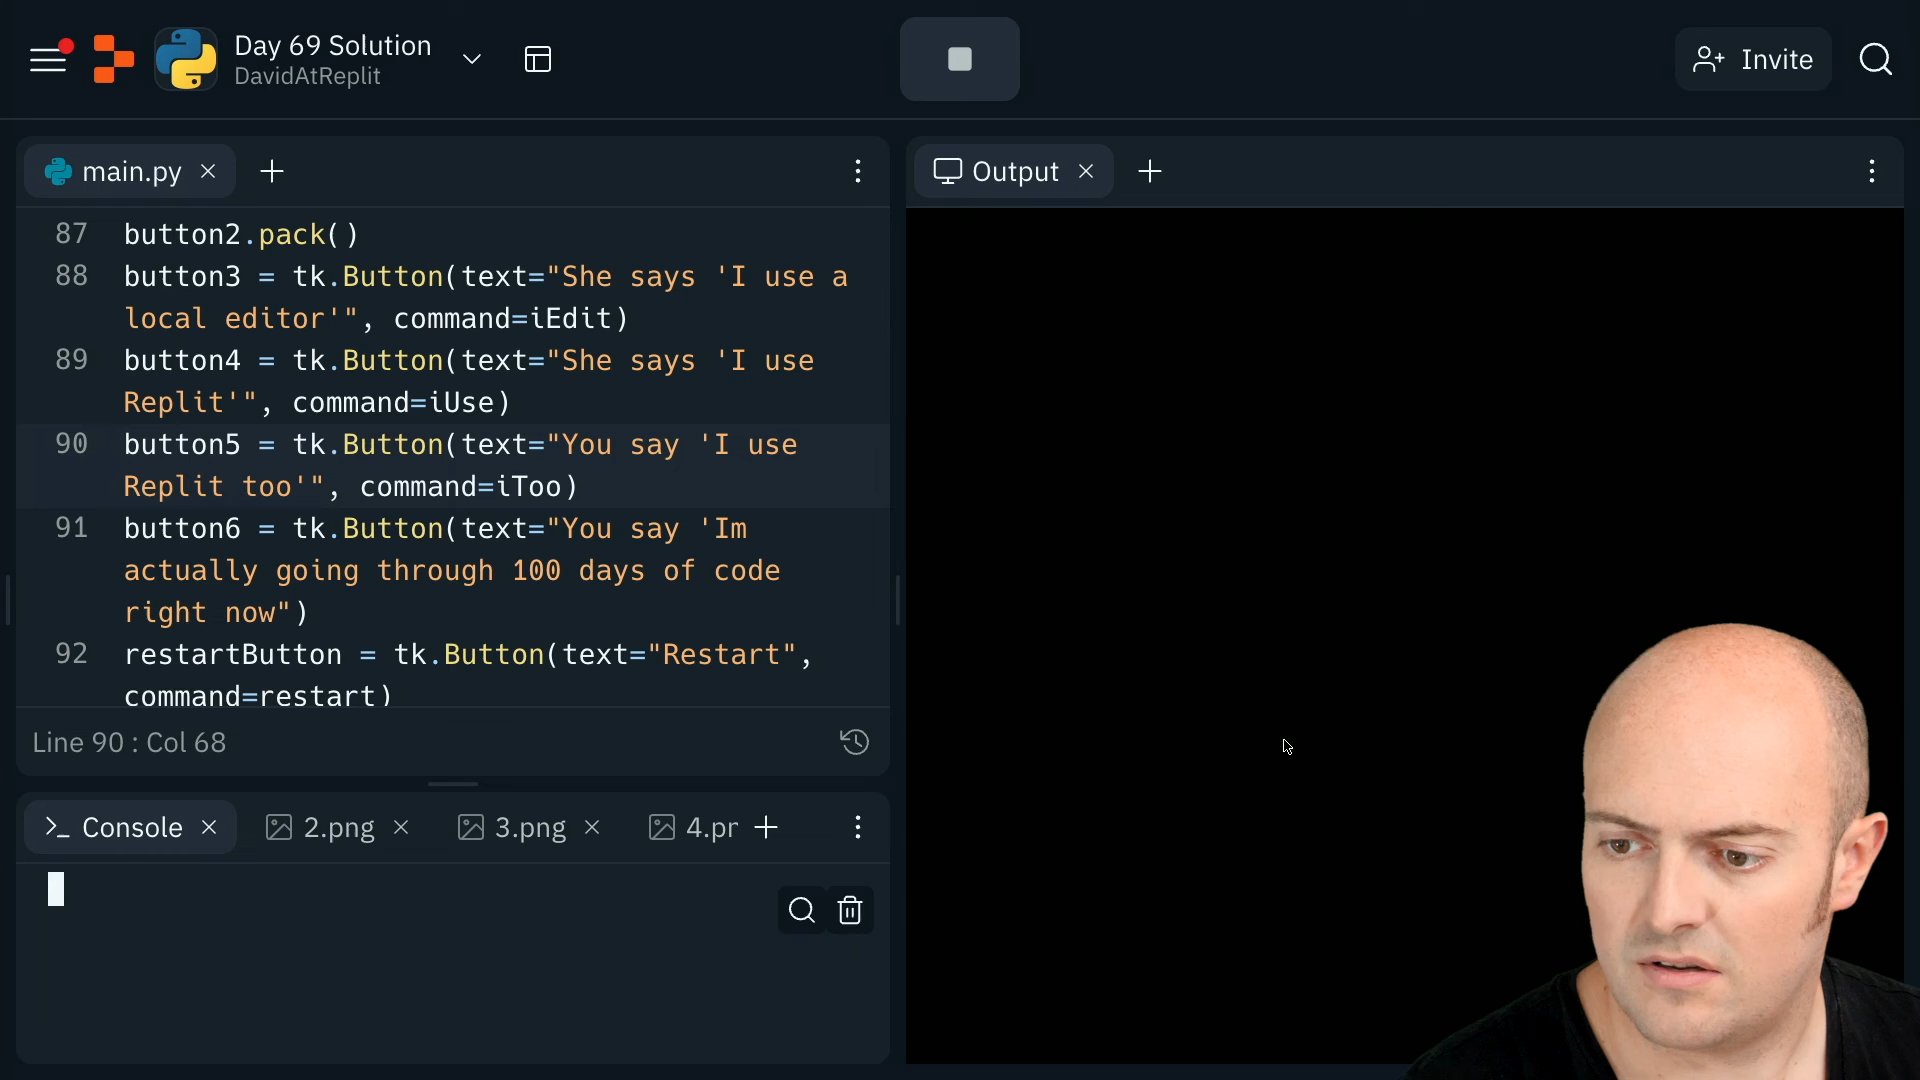 Day 69 Solution
DavidAtReplit
Invite
main.py
Output
87 button2.pack()
88 button3 = tk.Button(text="She says 'I use a
local editor'", command=iEdit)
89 button4 = tk.Button(text="She says 'I use
Replit'", command=iUse)
90 button5 = tk.Button(text="You say 'I use
Replit too'", command=iToo)
91 button6 = tk.Button(text="You say 'Im
actually going through 100 days of code
right now")
92 restartButton = tk.Button(text="Restart",
command=restart)
Line 90 : Col 68
Console
2.png
3.png
4.pr